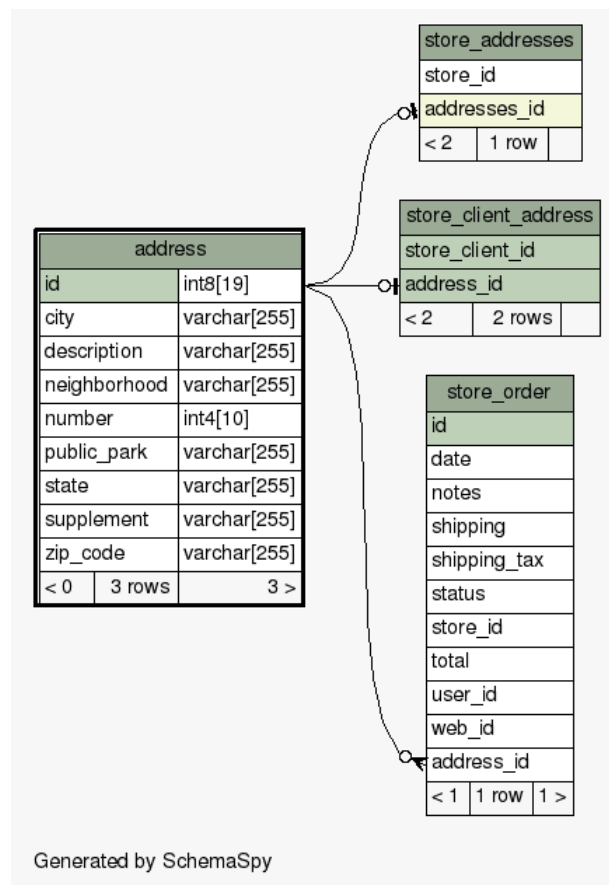 store_addresses
store_id
addresses_id
< 2 1 row
store_client_address
store_client_id
address_id
< 2 2 rows
address
id int8[19]
city varchar[255]
description varchar[255]
neighborhood varchar[255]
number int4[10]
public_park varchar[255]
state varchar[255]
supplement varchar[255]
zip_code varchar[255]
< 0 3 rows 3 >
store_order
id
date
notes
shipping
shipping_tax
status
store_id
total
user_id
web_id
address_id
< 1 1 row 1 >
Generated by SchemaSpy